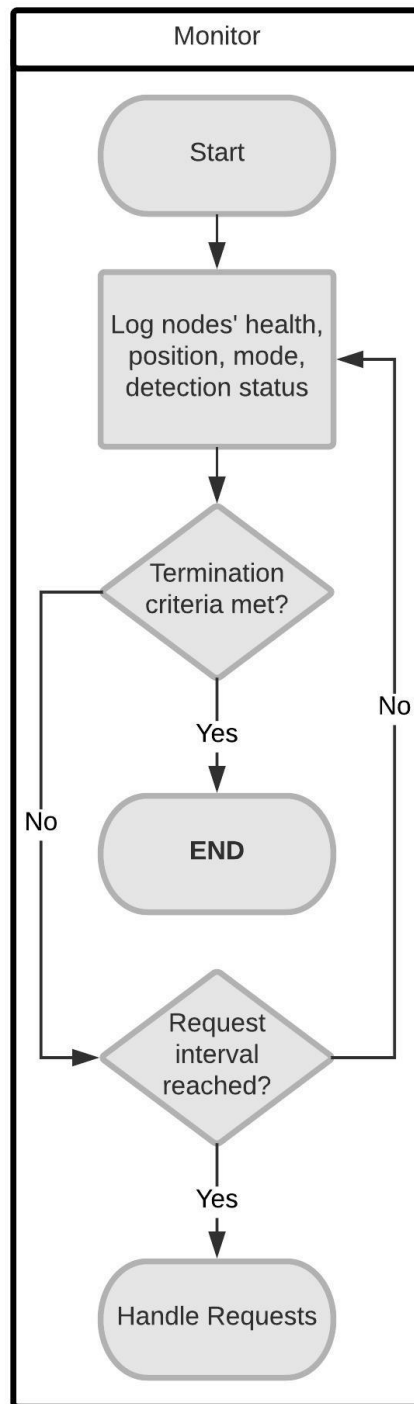 Monitor
Start
Log nodes' health,
position, mode,
detection status
Termination
criteria met?
No
Yes
No
END
Request
interval
reached?
Yes
Handle Requests